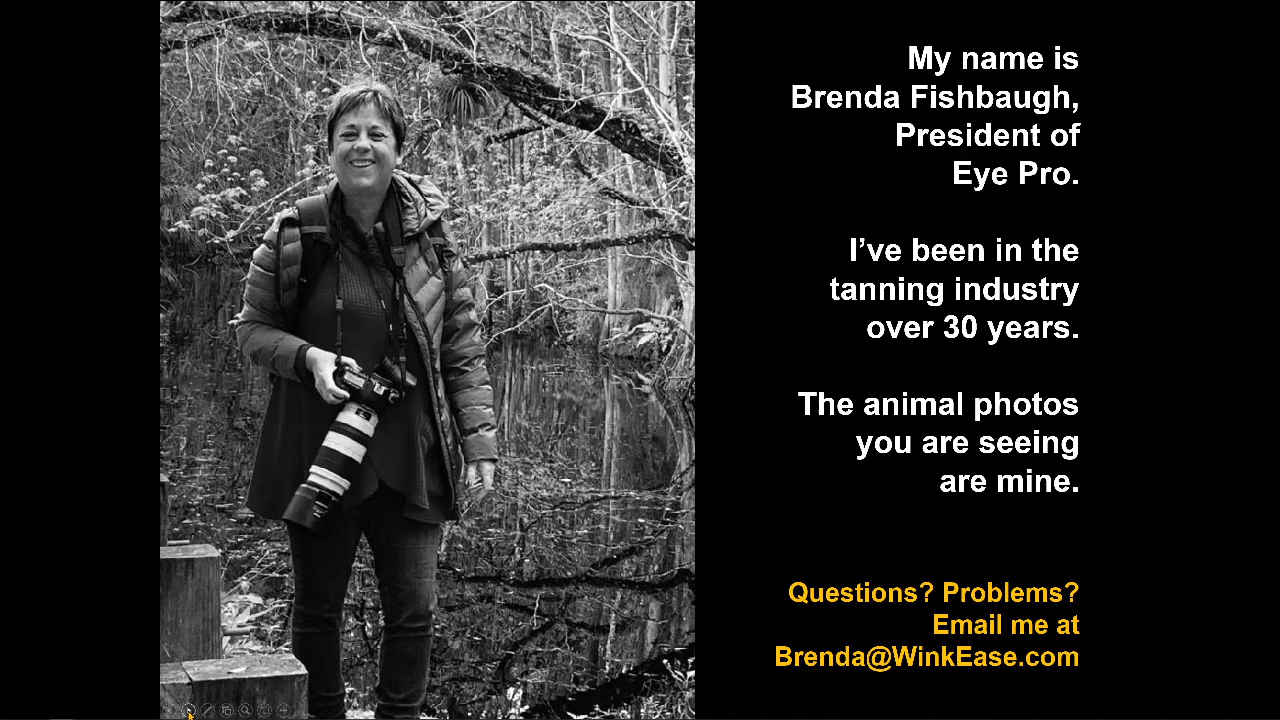 My name is
Brenda Fishbaugh,
President of
Eye Pro.
I’ve been in the
tanning industry
over 30 years.
The animal photos
you are seeing
are mine.
Questions? Problems?
Email me at
Brenda@WinkEase.com